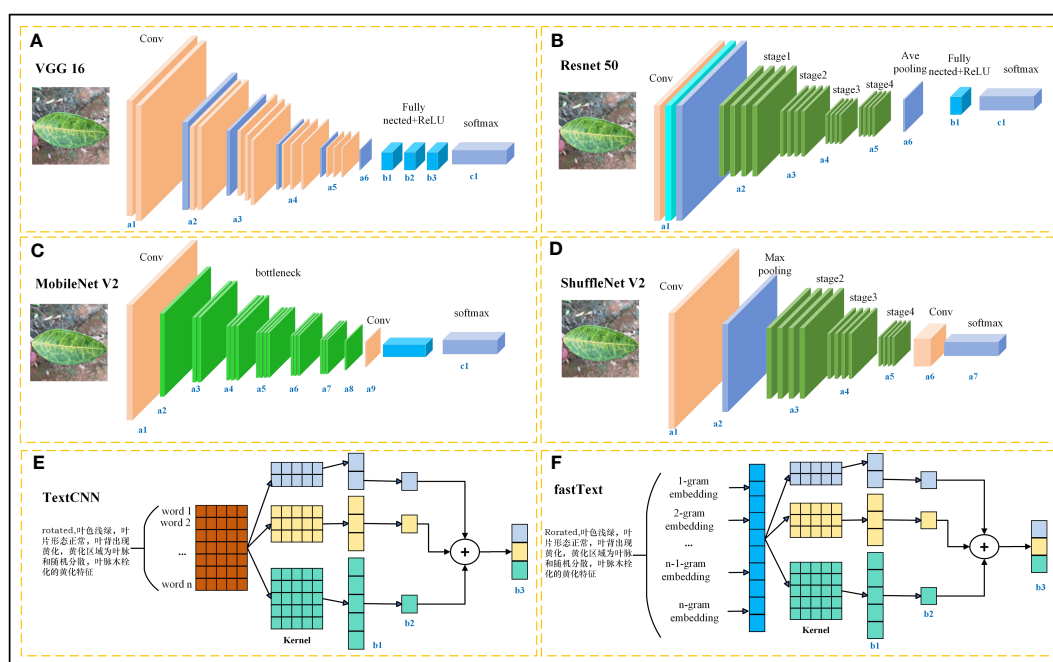 A
VGG 16
Conv
Fully
nected+ReLU
softmax
a1
a2
a3
a4
a5
a6
b1
b2
b3
c1
B
Resnet 50
Conv
stage1
stage2
stage3
stage4
Ave
pooling
Fully
nected+ReLU
softmax
a1
a2
a3
a4
a5
a6
b1
c1
C
MobileNet V2
Conv
bottleneck
Conv
softmax
a1
a2
a3
a4
a5
a6
a7
a8
a9
c1
D
ShuffleNet V2
Conv
Max
pooling
stage2
stage3
stage4
Conv
softmax
a1
a2
a3
a4
a5
a6
a7
E
TextCNN
rotated,叶色浅绿，叶
片形态正常，叶背出现
黄化，黄化区域为叶脉
和随机分散，叶脉木栓
化的黄化特征
word 1
word 2
...
word n
Kernel
b1
b2
b3
F
fastText
Rorated,叶色浅绿，叶
片形态正常，叶背出现
黄化，黄化区域为叶脉
和随机分散，叶脉木栓
化的黄化特征
1-gram
embedding
2-gram
embedding
...
n-1-gram
embedding
n-gram
embedding
Kernel
b1
b2
b3